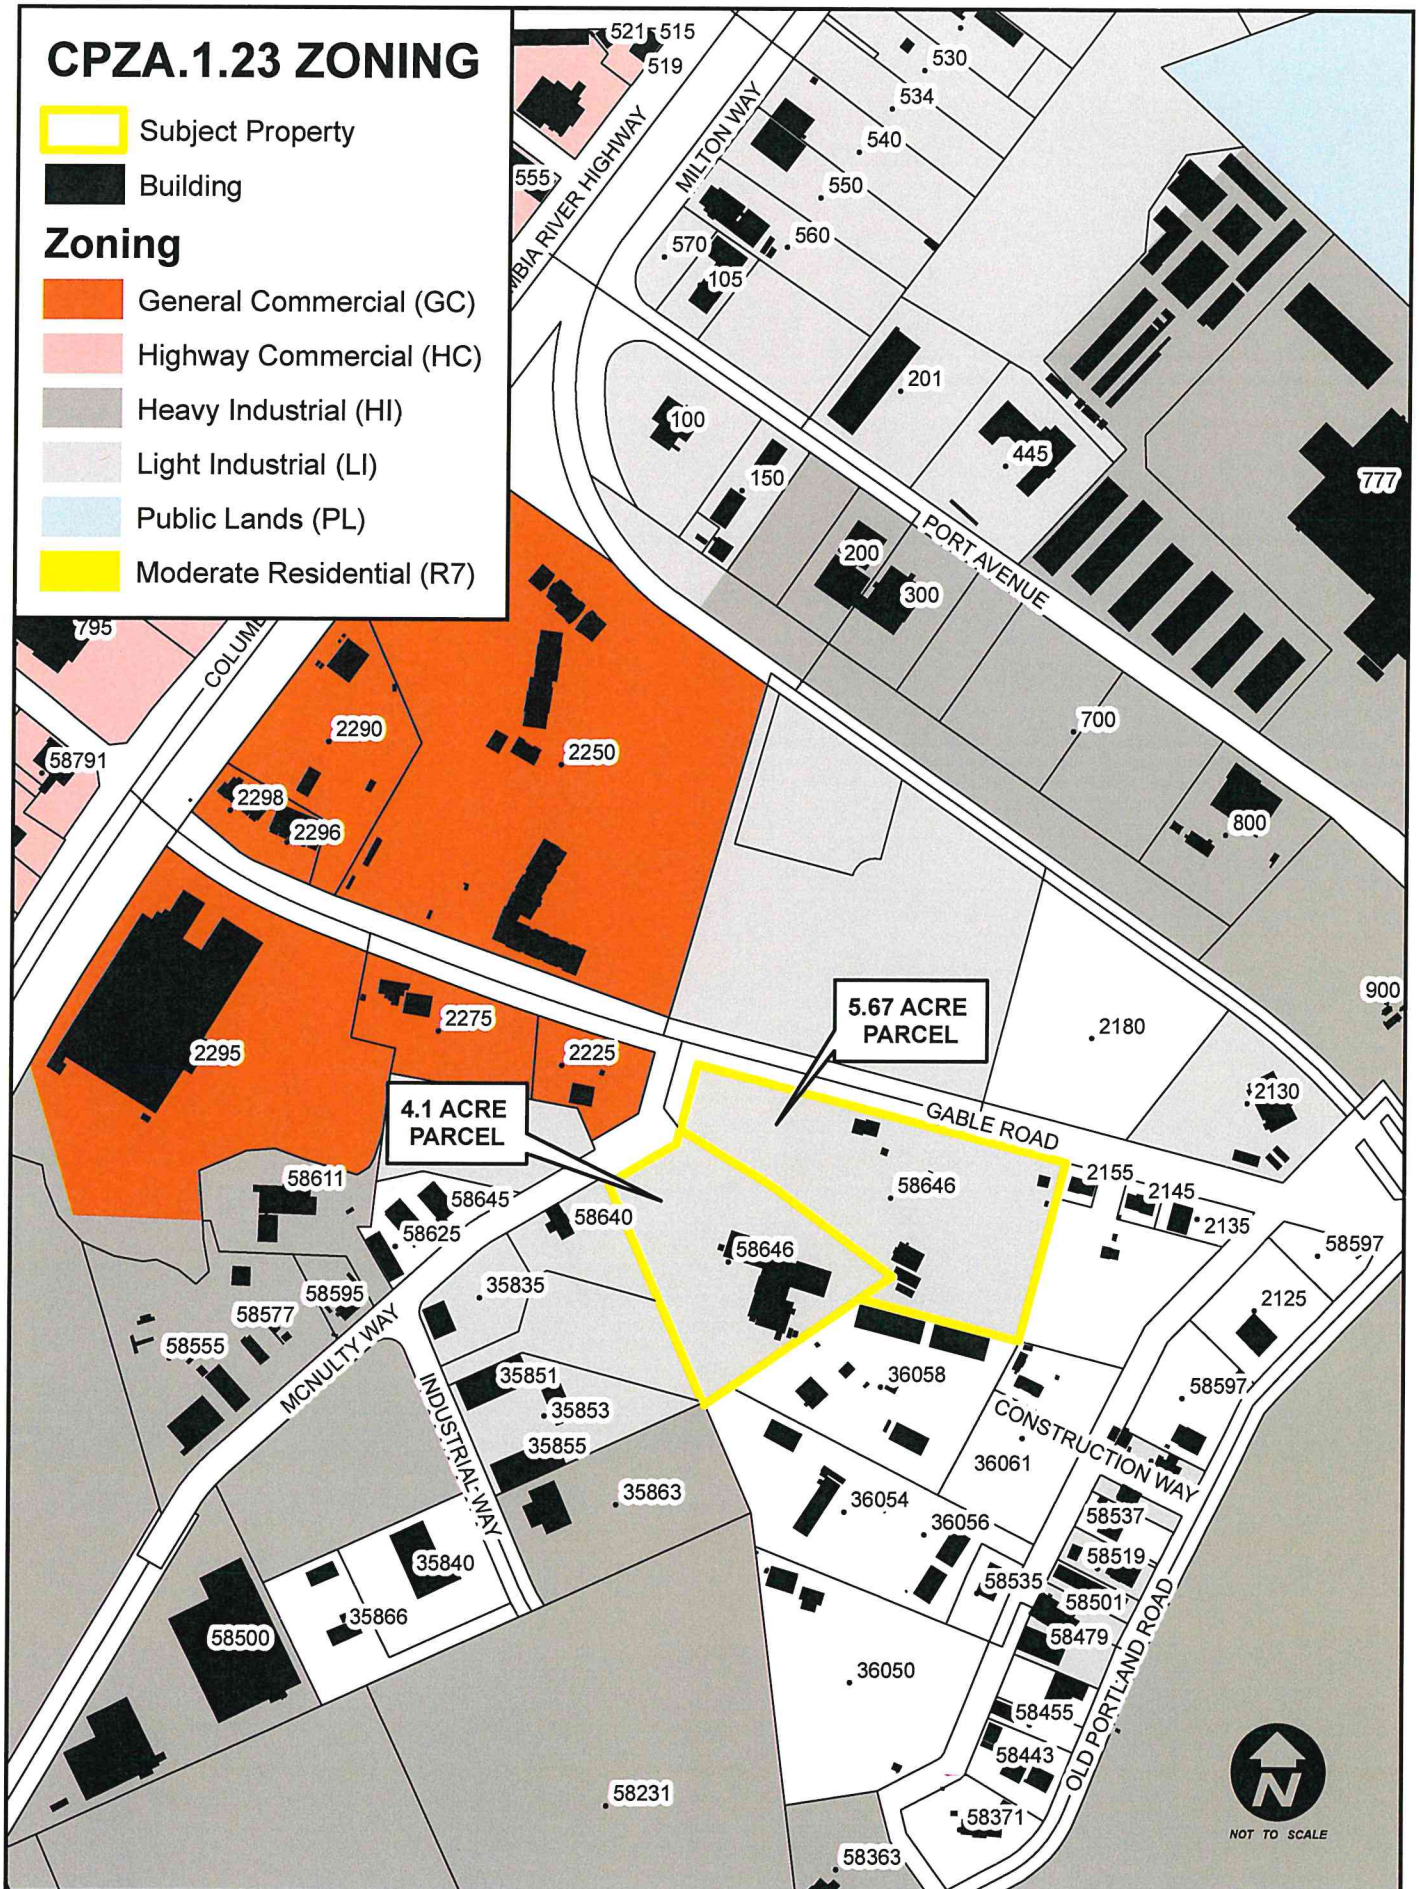 CPZA.1.23 ZONING
Subject Property
Building
Zoning
General Commercial (GC)
Highway Commercial (HC)
Heavy Industrial (HI)
Light Industrial (LI)
Public Lands (PL)
Moderate Residential (R7)
521
515
519
530
534
540
550
560
570
105
555
MBIA RIVER HIGHWAY
MILTON WAY
201
100
445
150
777
200
300
PORT AVENUE
795
COLUMB
700
2290
2250
58791
2298
2296
800
900
2180
5.67 ACRE
PARCEL
2275
2295
2225
2130
4.1 ACRE
PARCEL
GABLE ROAD
58611
58645
58625
58640
58646
58646
2155
2145
2135
58597
35835
2125
58595
58577
58555
MCNULTY WAY
INDUSTRIAL WAY
35851
35853
35855
36058
58597
CONSTRUCTION WAY
36061
35863
36054
36056
58537
58519
58535
58501
58479
35840
35866
58500
36050
OLD PORTLAND ROAD
58455
58443
58371
58231
58363
N
NOT TO SCALE